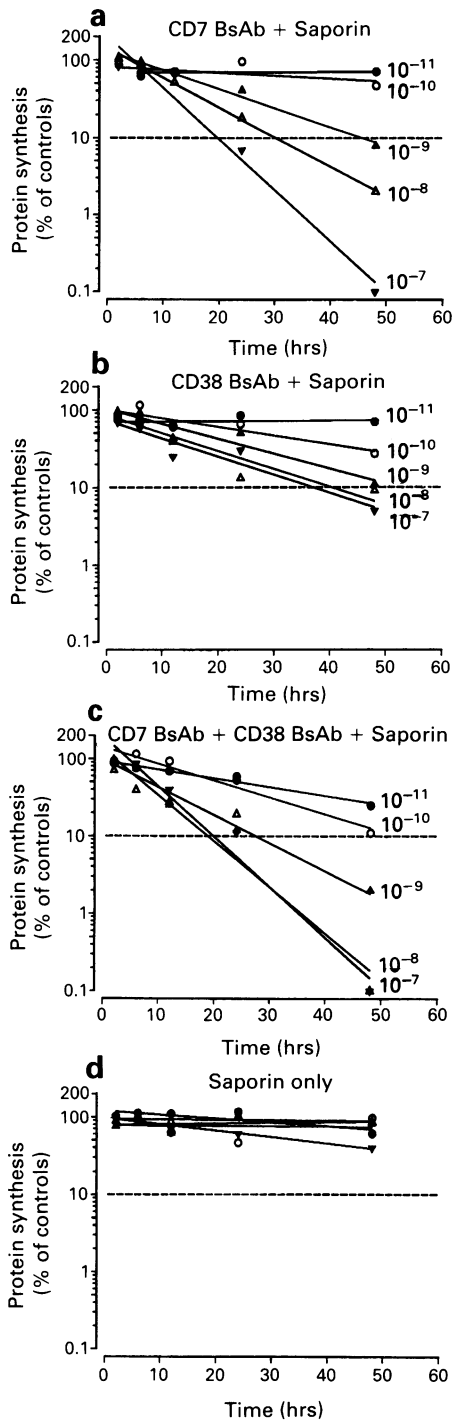 a
CD7 BsAb + Saporin
Protein synthesis
(% of controls)
200
100
10
1
0.1
10⁻¹¹
10⁻¹⁰
10⁻⁹
10⁻⁸
10⁻⁷
0 10 20 30 40 50 60
Time (hrs)
b
CD38 BsAb + Saporin
Protein synthesis
(% of controls)
200
100
10
1
0.1
10⁻¹¹
10⁻¹⁰
10⁻⁹
10⁻⁸
10⁻⁷
0 10 20 30 40 50 60
Time (hrs)
c
CD7 BsAb + CD38 BsAb + Saporin
Protein synthesis
(% of controls)
200
100
10
1
0.1
10⁻¹¹
10⁻¹⁰
10⁻⁹
10⁻⁸
10⁻⁷
0 10 20 30 40 50 60
Time (hrs)
d
Saporin only
Protein synthesis
(% of controls)
200
100
10
1
0.1
0 10 20 30 40 50 60
Time (hrs)